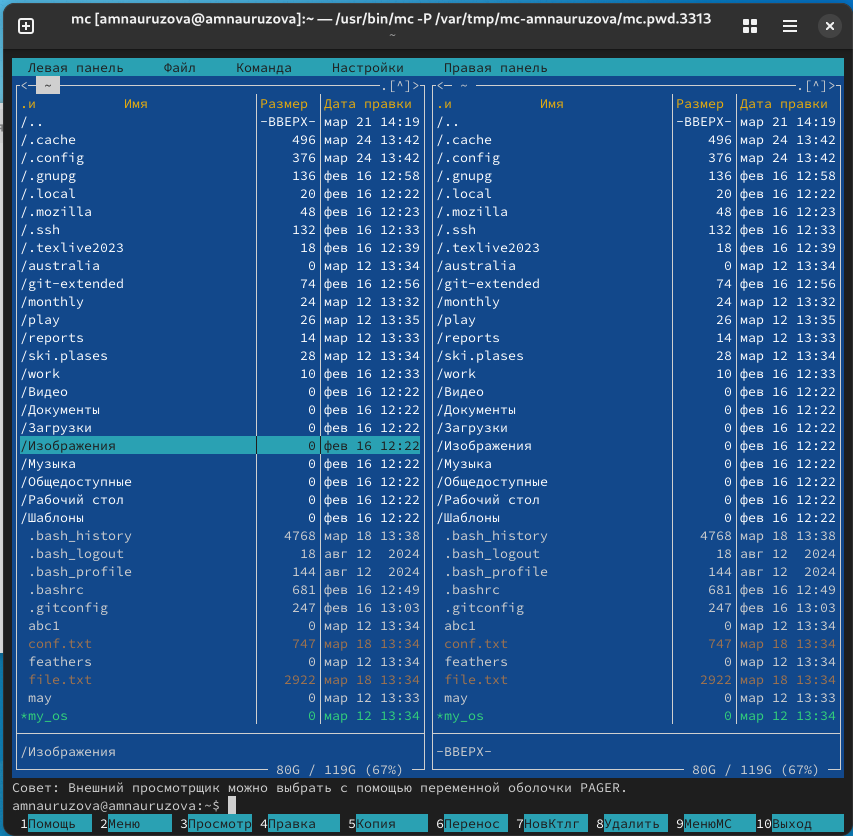 mc [amnauruzova@amnauruzova]:~ — /usr/bin/mc -P /var/tmp/mc-amnauruzova/mc.pwd.3313
~
Левая панель Файл Команда Настройки Правая панель
<— ~ .[^]> <— ~ .[^]>
.и Имя Размер Дата правки .и Имя Размер Дата правки
/.. -ВВЕРХ- мар 21 14:19 /.. -ВВЕРХ- мар 21 14:19
/.cache 496 мар 24 13:42 /.cache 496 мар 24 13:42
/.config 376 мар 24 13:42 /.config 376 мар 24 13:42
/.gnupg 136 фев 16 12:58 /.gnupg 136 фев 16 12:58
/.local 20 фев 16 12:22 /.local 20 фев 16 12:22
/.mozilla 48 фев 16 12:23 /.mozilla 48 фев 16 12:23
/.ssh 132 фев 16 12:33 /.ssh 132 фев 16 12:33
/.texlive2023 18 фев 16 12:39 /.texlive2023 18 фев 16 12:39
/australia 0 мар 12 13:34 /australia 0 мар 12 13:34
/git-extended 74 фев 16 12:56 /git-extended 74 фев 16 12:56
/monthly 24 мар 12 13:32 /monthly 24 мар 12 13:32
/play 26 мар 12 13:35 /play 26 мар 12 13:35
/reports 14 мар 12 13:33 /reports 14 мар 12 13:33
/ski.plases 28 мар 12 13:34 /ski.plases 28 мар 12 13:34
/work 10 фев 16 12:33 /work 10 фев 16 12:33
/Видео 0 фев 16 12:22 /Видео 0 фев 16 12:22
/Документы 0 фев 16 12:22 /Документы 0 фев 16 12:22
/Загрузки 0 фев 16 12:22 /Загрузки 0 фев 16 12:22
/Изображения 0 фев 16 12:22 /Изображения 0 фев 16 12:22
/Музыка 0 фев 16 12:22 /Музыка 0 фев 16 12:22
/Общедоступные 0 фев 16 12:22 /Общедоступные 0 фев 16 12:22
/Рабочий стол 0 фев 16 12:22 /Рабочий стол 0 фев 16 12:22
/Шаблоны 0 фев 16 12:22 /Шаблоны 0 фев 16 12:22
.bash_history 4768 мар 18 13:38 .bash_history 4768 мар 18 13:38
.bash_logout 18 авг 12 2024 .bash_logout 18 авг 12 2024
.bash_profile 144 авг 12 2024 .bash_profile 144 авг 12 2024
.bashrc 681 фев 16 12:49 .bashrc 681 фев 16 12:49
.gitconfig 247 фев 16 13:03 .gitconfig 247 фев 16 13:03
abc1 0 мар 12 13:34 abc1 0 мар 12 13:34
conf.txt 747 мар 18 13:34 conf.txt 747 мар 18 13:34
feathers 0 мар 12 13:34 feathers 0 мар 12 13:34
file.txt 2922 мар 18 13:34 file.txt 2922 мар 18 13:34
may 0 мар 12 13:33 may 0 мар 12 13:33
*my_os 0 мар 12 13:34 *my_os 0 мар 12 13:34
/Изображения -ВВЕРХ-
80G / 119G (67%) 80G / 119G (67%)
Совет: Внешний просмотрщик можно выбрать с помощью переменной оболочки PAGER.
amnauruzova@amnauruzova:~$
1Помощь 2Меню 3Просмотр 4Правка 5Копия 6Перенос 7НовКтлг 8Удалить 9МенюMC 10Выход